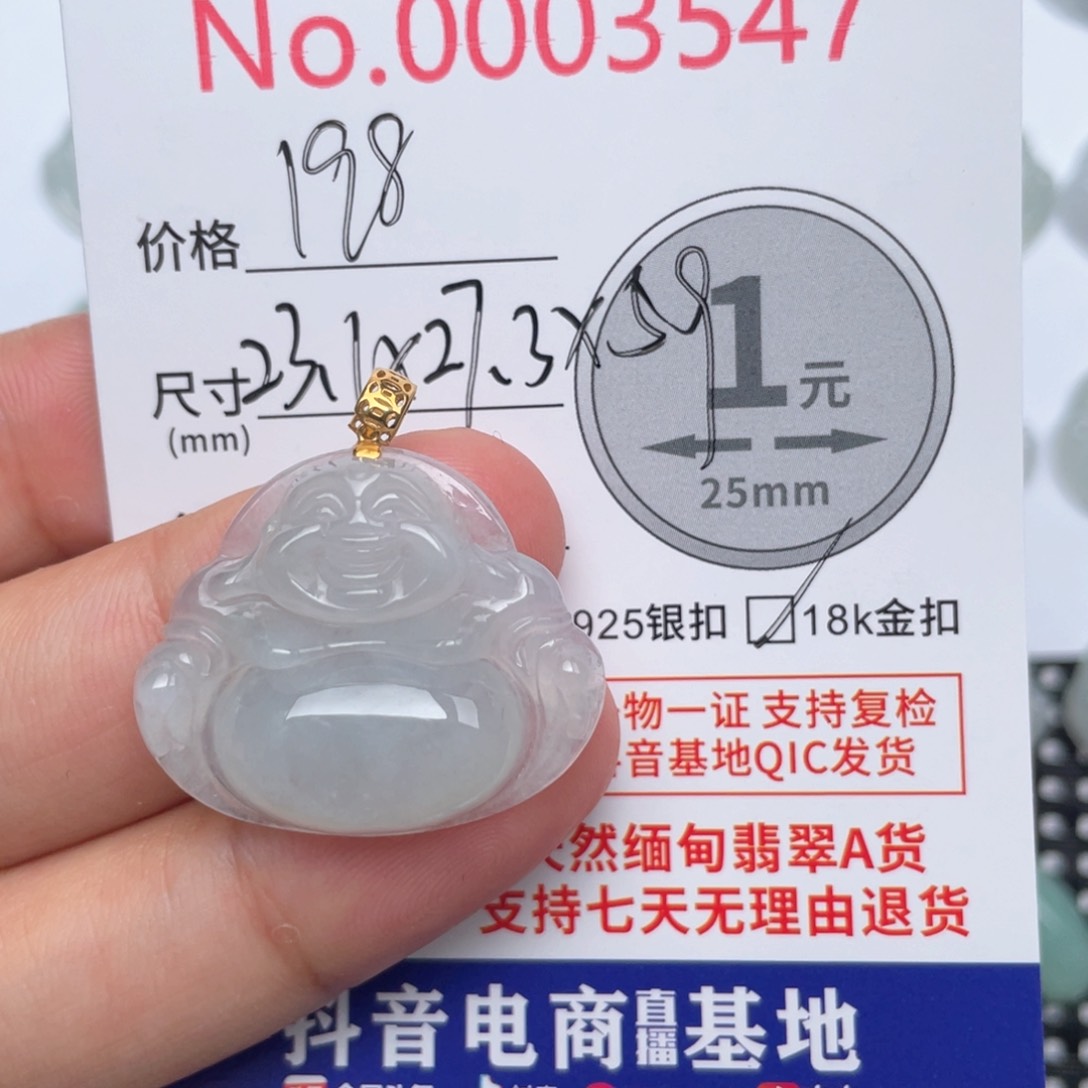 No.0003547
价格 198
尺寸 23.1x27.3x
(mm)
1元
25mm
925银扣 18k金扣
物一证 支持复检
音基地QIC发货
然缅甸翡翠A货
支持七天无理由退货
抖音电商直播基地